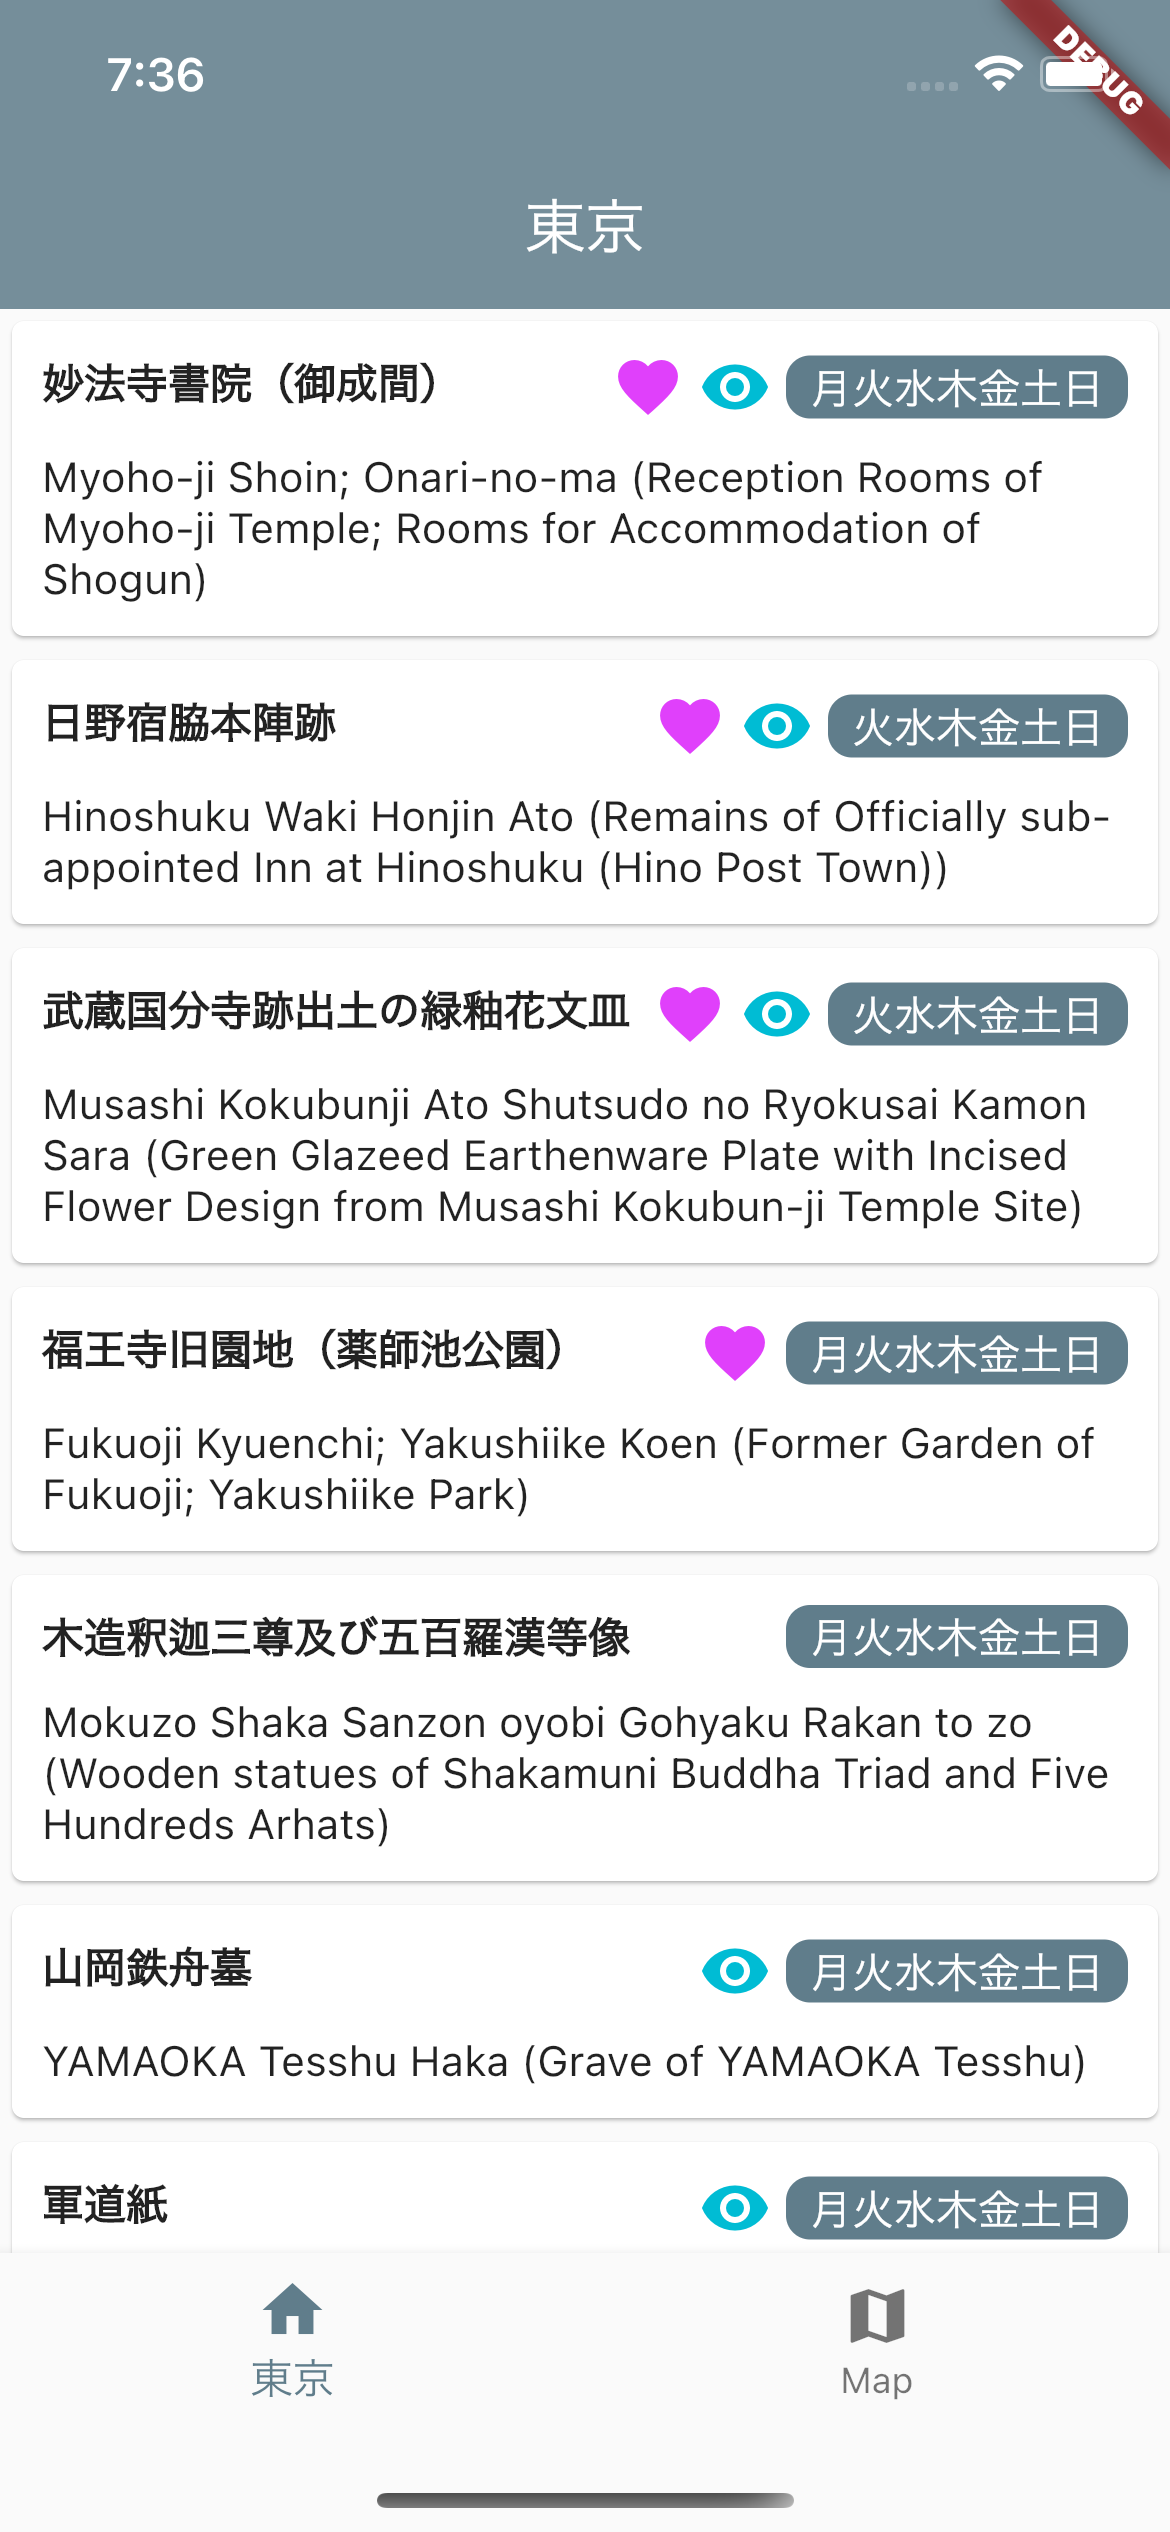 7:36
DEBUG
東京
妙法寺書院（御成間）
月火水木金土日
Myoho-ji Shoin; Onari-no-ma (Reception Rooms of
Myoho-ji Temple; Rooms for Accommodation of
Shogun)
日野宿脇本陣跡
火水木金土日
Hinoshuku Waki Honjin Ato (Remains of Officially sub-
appointed Inn at Hinoshuku (Hino Post Town))
武蔵国分寺跡出土の緑釉花文皿
火水木金土日
Musashi Kokubunji Ato Shutsudo no Ryokusai Kamon
Sara (Green Glazeed Earthenware Plate with Incised
Flower Design from Musashi Kokubun-ji Temple Site)
福王寺旧園地（薬師池公園）
月火水木金土日
Fukuoji Kyuenchi; Yakushiike Koen (Former Garden of
Fukuoji; Yakushiike Park)
木造釈迦三尊及び五百羅漢等像
月火水木金土日
Mokuzo Shaka Sanzon oyobi Gohyaku Rakan to zo
(Wooden statues of Shakamuni Buddha Triad and Five
Hundreds Arhats)
山岡鉄舟墓
月火水木金土日
YAMAOKA Tesshu Haka (Grave of YAMAOKA Tesshu)
軍道紙
月火水木金土日
東京
Map